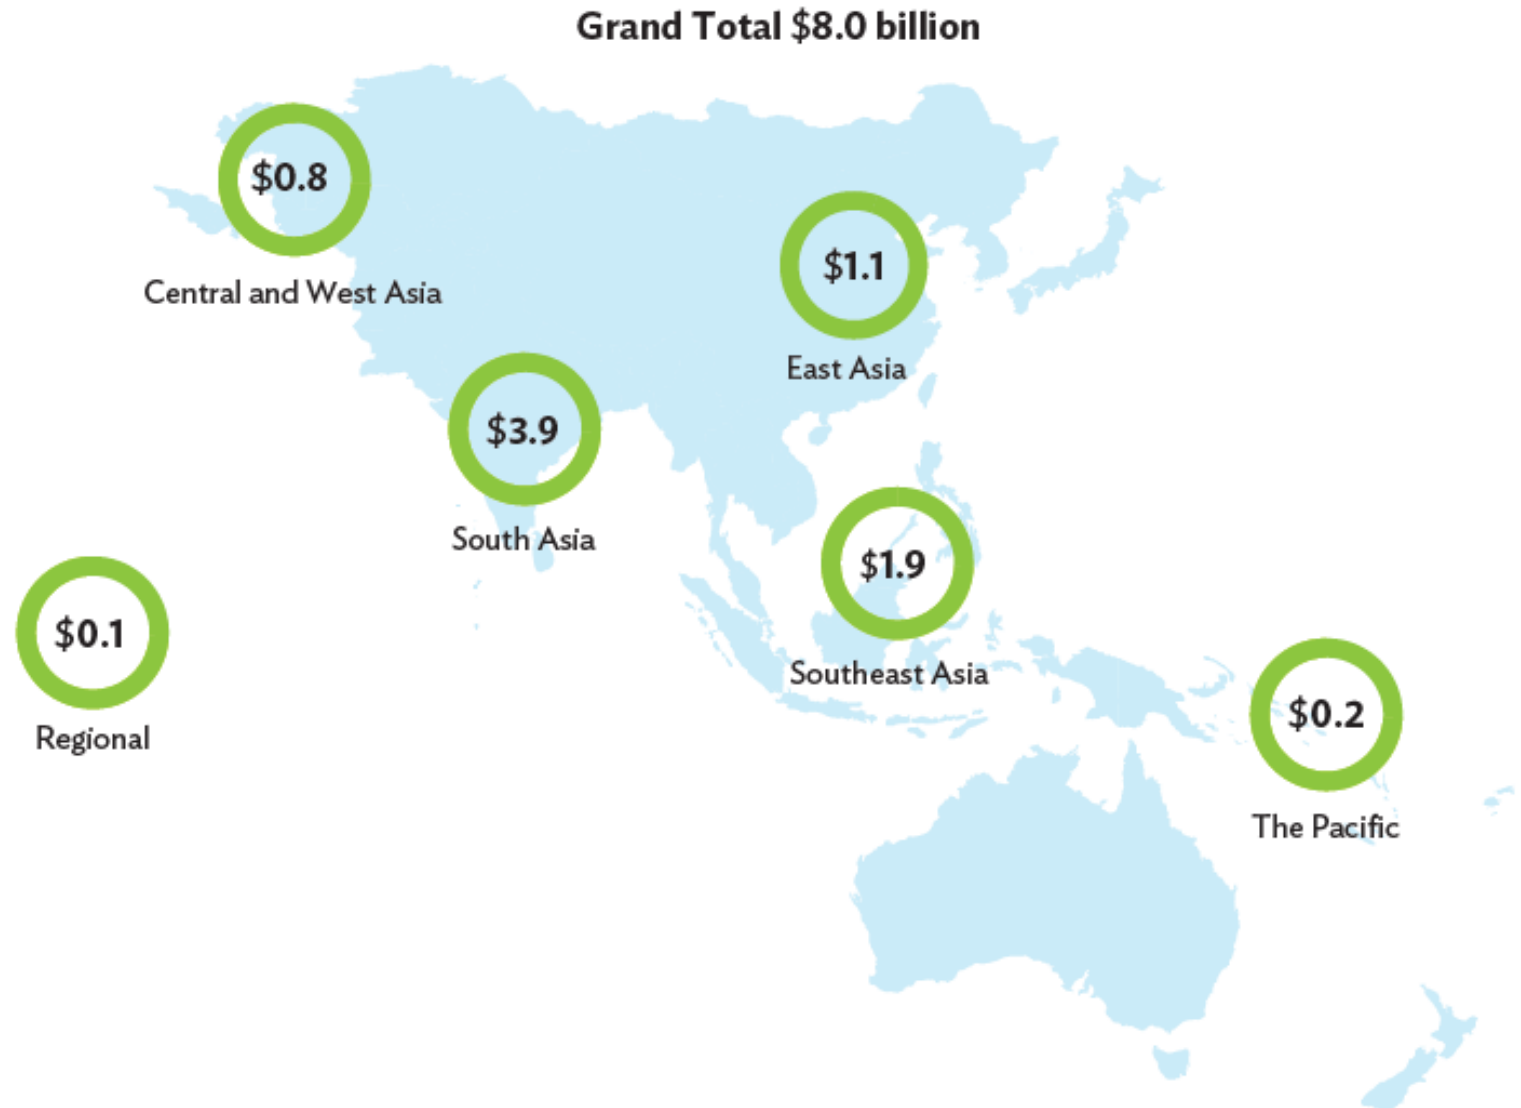 Grand Total $8.0 billion
$0.8
Central and West Asia
$1.1
East Asia
$3.9
South Asia
$1.9
Southeast Asia
$0.1
Regional
$0.2
The Pacific